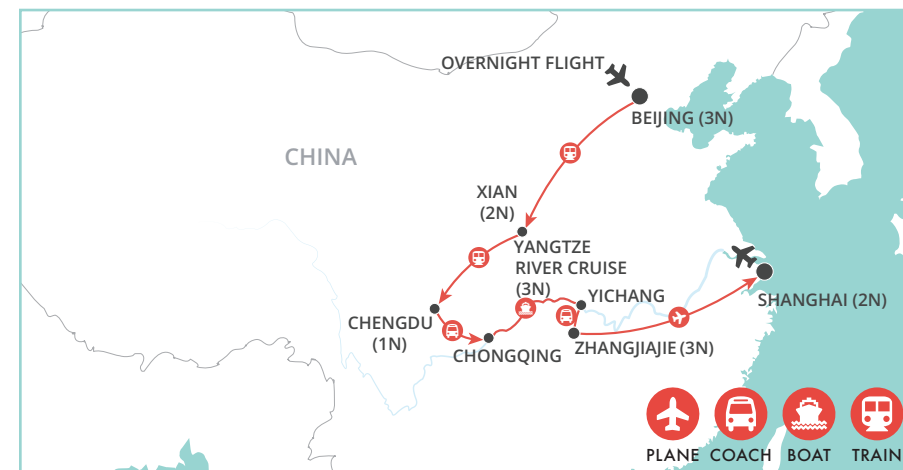 OVERNIGHT FLIGHT
BEIJING (3N)
CHINA
XIAN
(2N)
YANGTZE
RIVER CRUISE
(3N)
YICHANG
SHANGHAI (2N)
CHENGDU
(1N)
CHONGQING
ZHANGJIAJIE (3N)
PLANE COACH BOAT TRAIN